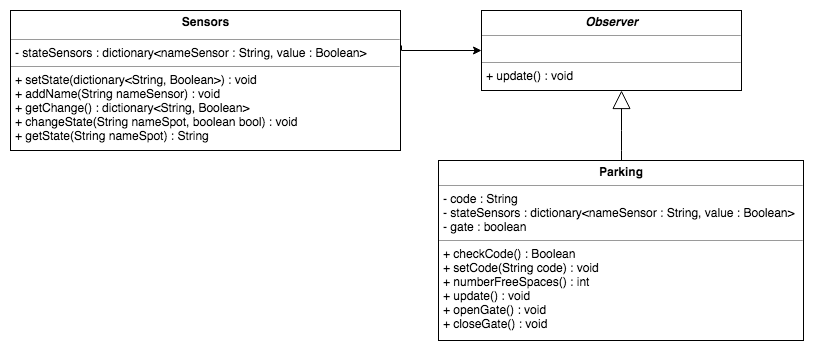 Sensors
- stateSensors : dictionary<nameSensor : String, value : Boolean>
+ setState(dictionary<String, Boolean>) : void
+ addName(String nameSensor) : void
+ getChange() : dictionary<String, Boolean>
+ changeState(String nameSpot, boolean bool) : void
+ getState(String nameSpot) : String
Observer
+ update() : void
Parking
- code : String
- stateSensors : dictionary<nameSensor : String, value : Boolean>
- gate : boolean
+ checkCode() : Boolean
+ setCode(String code) : void
+ numberFreeSpaces() : int
+ update() : void
+ openGate() : void
+ closeGate() : void